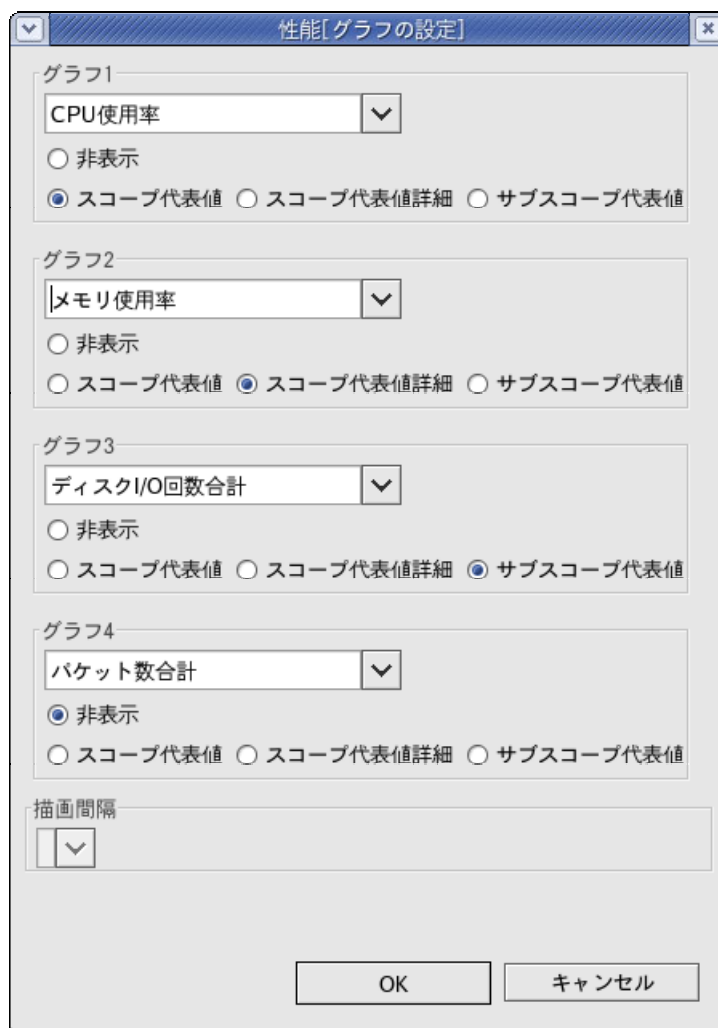 性能[グラフの設定]
グラフ1
CPU使用率
非表示
スコープ代表値 スコープ代表値詳細 サブスコープ代表値
グラフ2
メモリ使用率
非表示
スコープ代表値 スコープ代表値詳細 サブスコープ代表値
グラフ3
ディスクI/O回数合計
非表示
スコープ代表値 スコープ代表値詳細 サブスコープ代表値
グラフ4
パケット数合計
非表示
スコープ代表値 スコープ代表値詳細 サブスコープ代表値
描画間隔
OK キャンセル